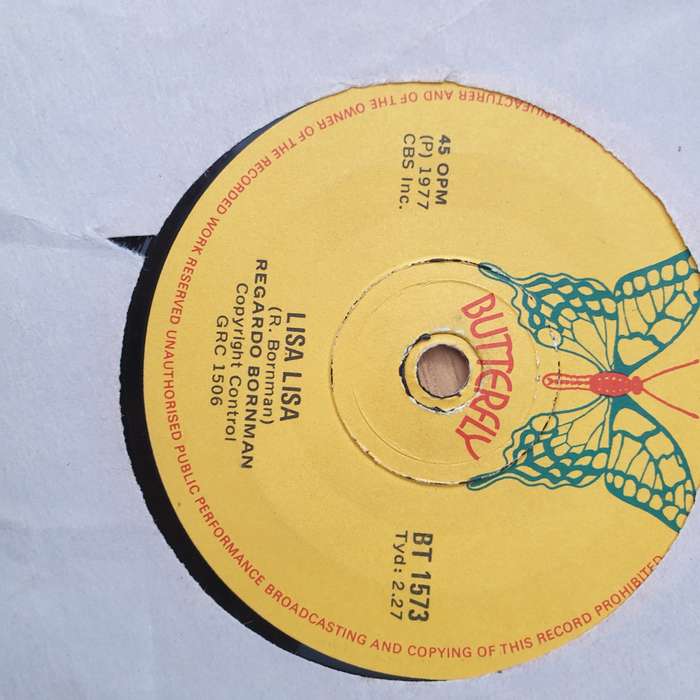 BUTTERFLY
45 OPM
(P) 1977
CBS Inc.
BT 1573
Tyd: 2.27
LISA LISA
(R. Bornman)
REGARDO BORNMAN
Copyright Control
GRC 1506
MANUFACTURER AND OF THE OWNER OF THE RECORDED WORK RESERVED UNAUTHORISED PUBLIC PERFORMANCE BROADCASTING AND COPYING OF THIS RECORD PROHIBITED